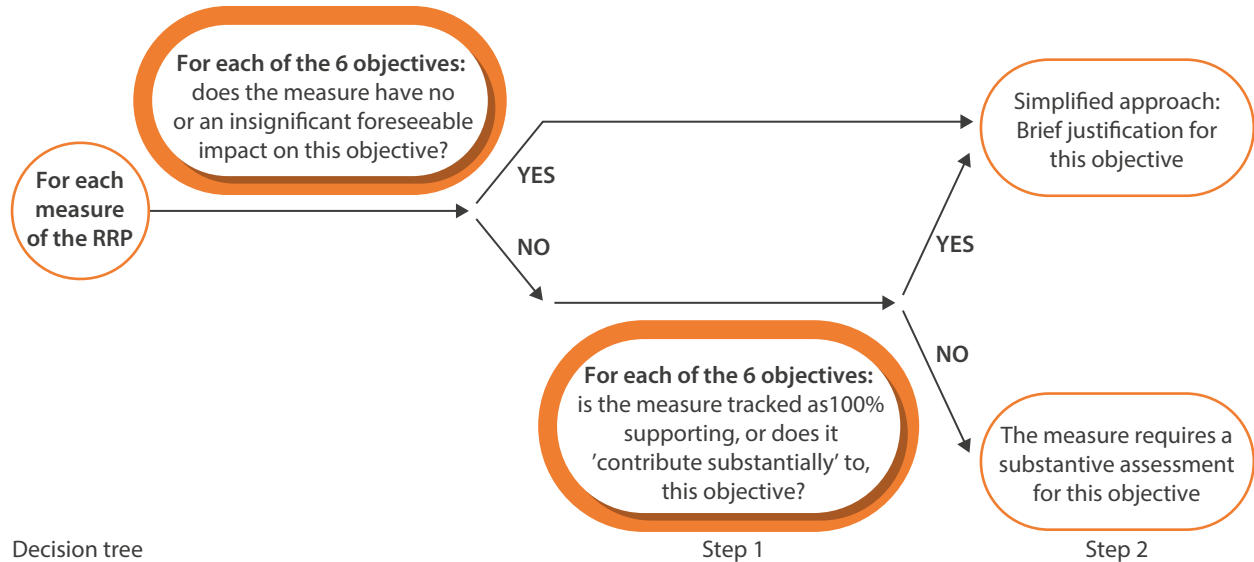 For each
measure
of the RRP
For each of the 6 objectives:
does the measure have no
or an insignificant foreseeable
impact on this objective?
YES
NO
For each of the 6 objectives:
is the measure tracked as100%
supporting, or does it
’contribute substantially’ to,
this objective?
YES
NO
Simplified approach:
Brief justification for
this objective
The measure requires a
substantive assessment
for this objective
Decision tree
Step 1
Step 2